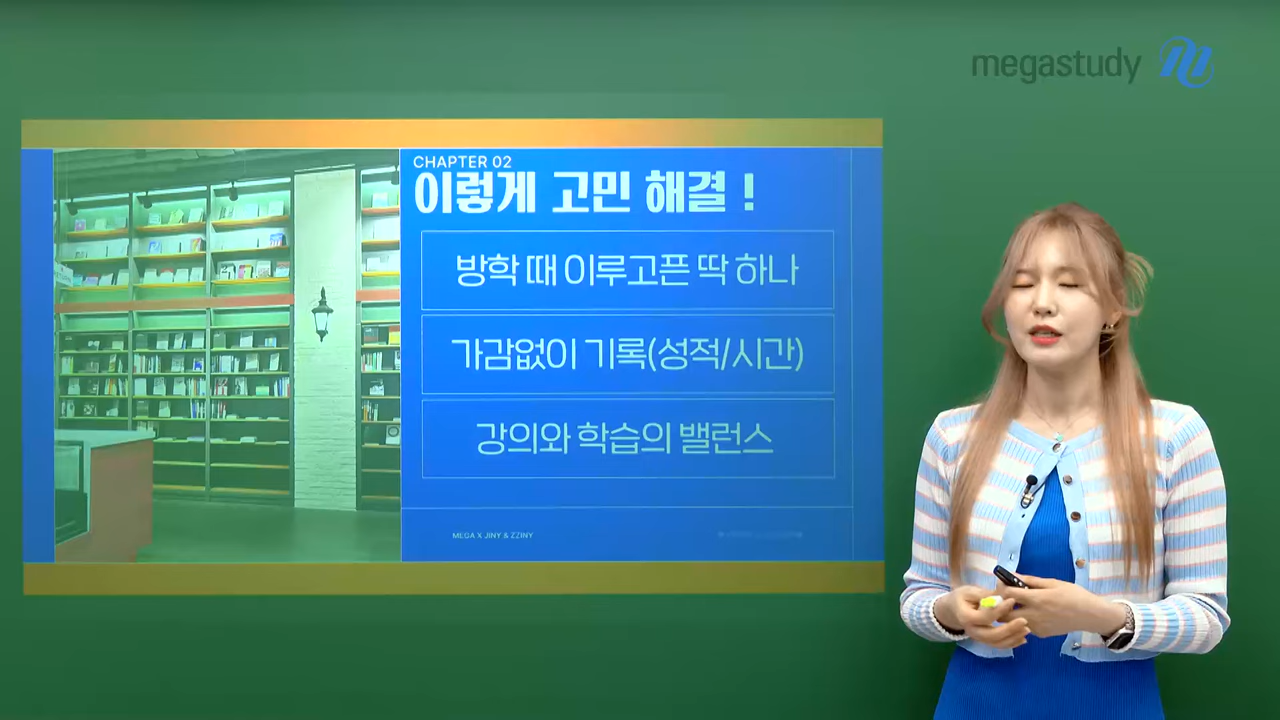 megastudy
CHAPTER 02
이렇게 고민 해결 !
방학 때 이루고픈 딱 하나
가감없이 기록(성적/시간)
강의와 학습의 밸런스
MEGA X JINY & ZZINY